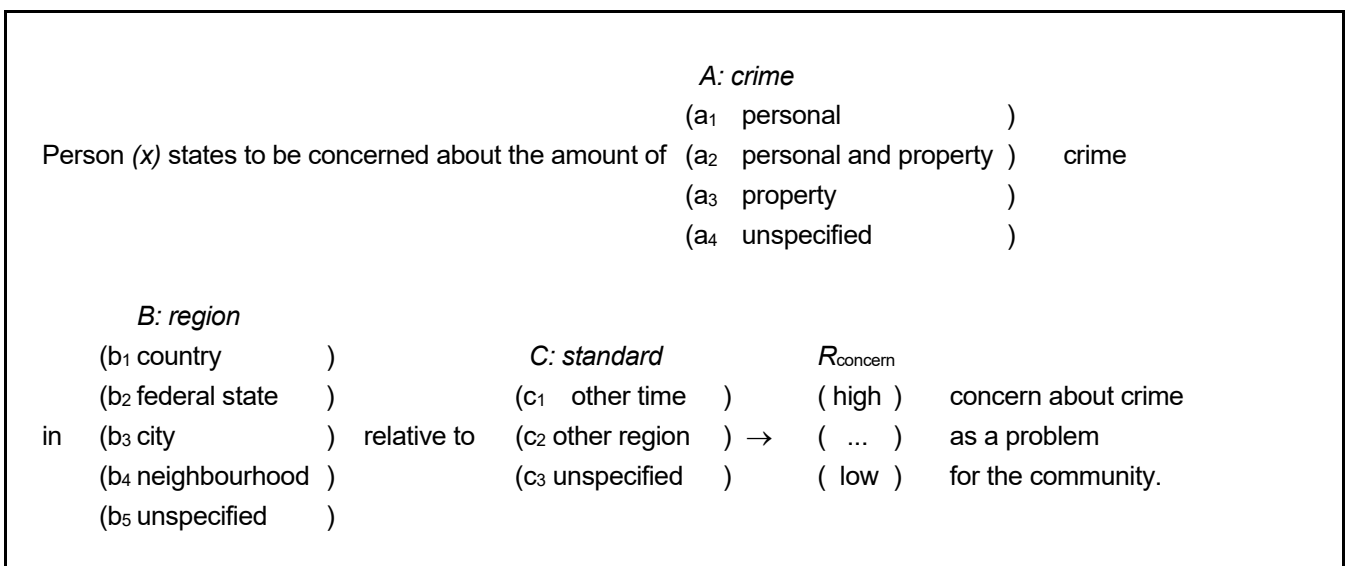 A: crime
(a1 personal )
Person (x) states to be concerned about the amount of (a2 personal and property ) crime
(a3 property )
(a4 unspecified )
B: region
(b1 country ) C: standard Rconcern
(b2 federal state ) (c1 other time ) ( high ) concern about crime
in (b3 city ) relative to (c2 other region ) → ( ... ) as a problem
(b4 neighbourhood ) (c3 unspecified ) ( low ) for the community.
(b5 unspecified )